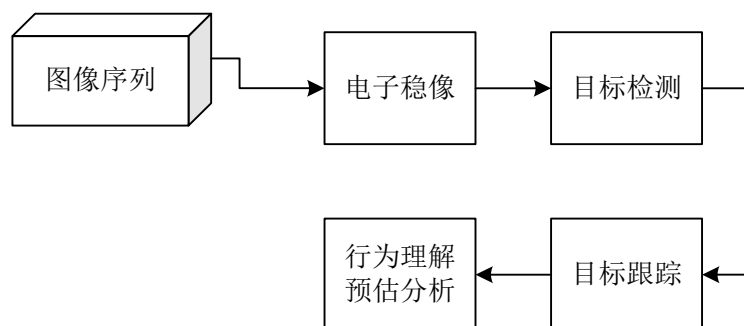 图像序列
电子稳像
目标检测
目标跟踪
行为理解
预估分析